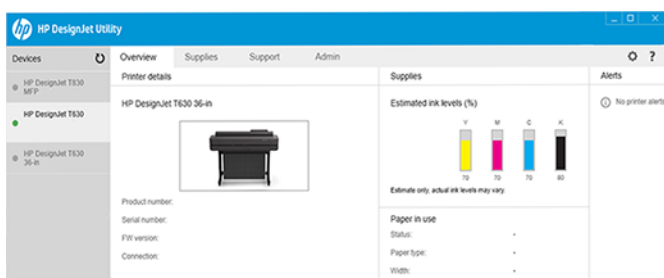 hp HP DesignJet Utility
Devices
HP DesignJet T830
MFP
HP DesignJet T630
HP DesignJet T830
36-in
Overview Supplies Support Admin
?
Printer details
HP DesignJet T630 36-in
Product number:
Serial number:
FW version:
Connection:
Supplies
Estimated ink levels (%)
Y M C K
70 70 70 80
Estimate only, actual ink levels may vary.
Paper in use
Status: -
Paper type: -
Width: -
Alerts
No printer alerts